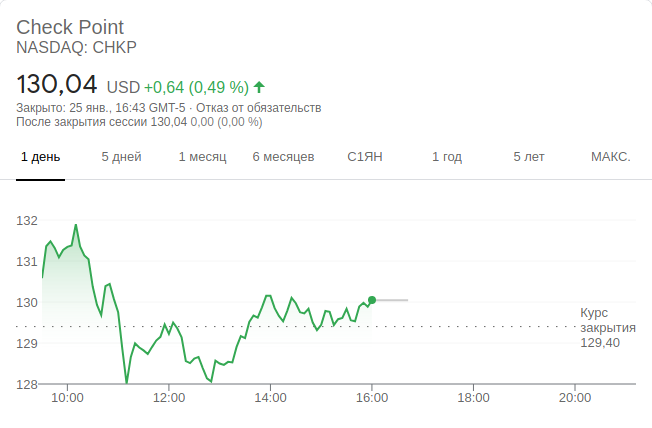 Check Point
NASDAQ: CHKP
130,04 USD +0,64 (0,49 %)
Закрыто: 25 янв., 16:43 GMT-5 · Отказ от обязательств
После закрытия сессии 130,04 0,00 (0,00 %)
1 день 5 дней 1 месяц 6 месяцев С1ЯН 1 год 5 лет МАКС.
132
131
130
Курс
закрытия
129,40
129
128
10:00 12:00 14:00 16:00 18:00 20:00